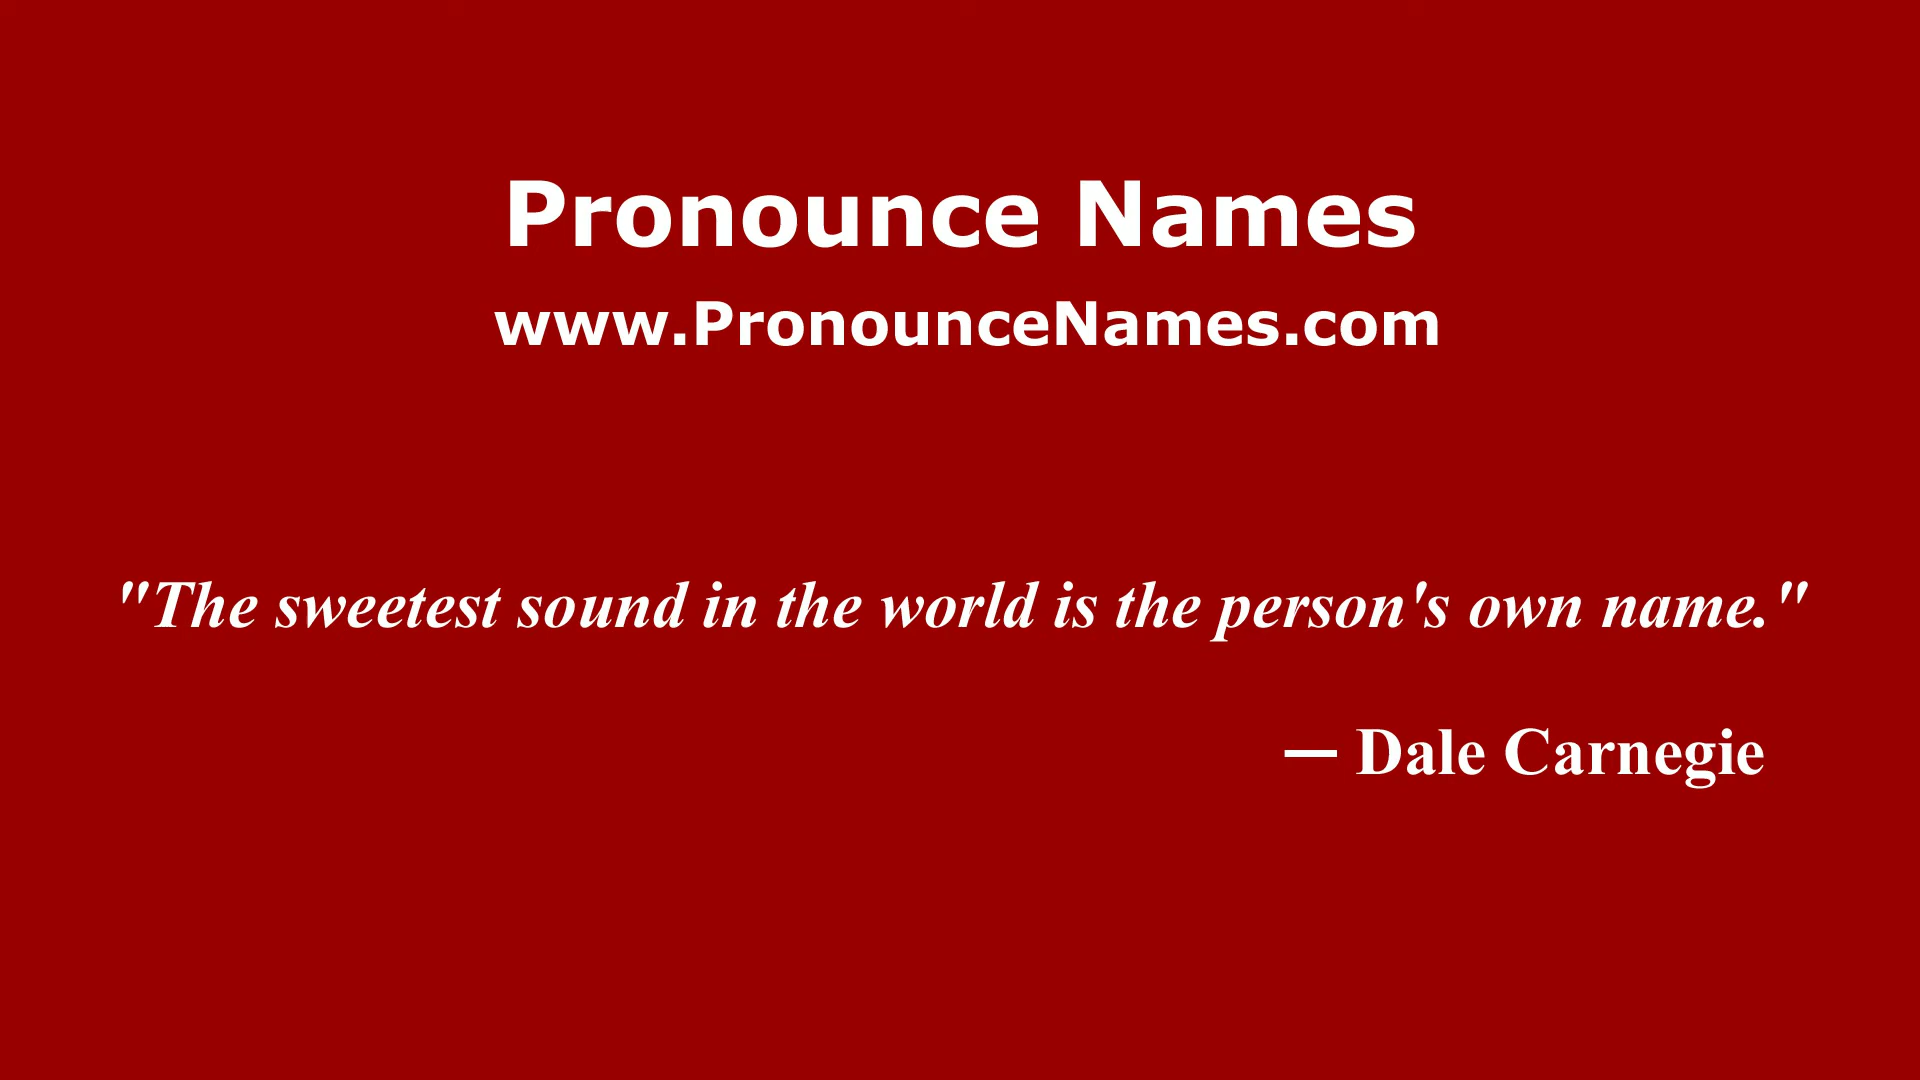 Pronounce Names
www.PronounceNames.com
"The sweetest sound in the world is the person's own name."
— Dale Carnegie